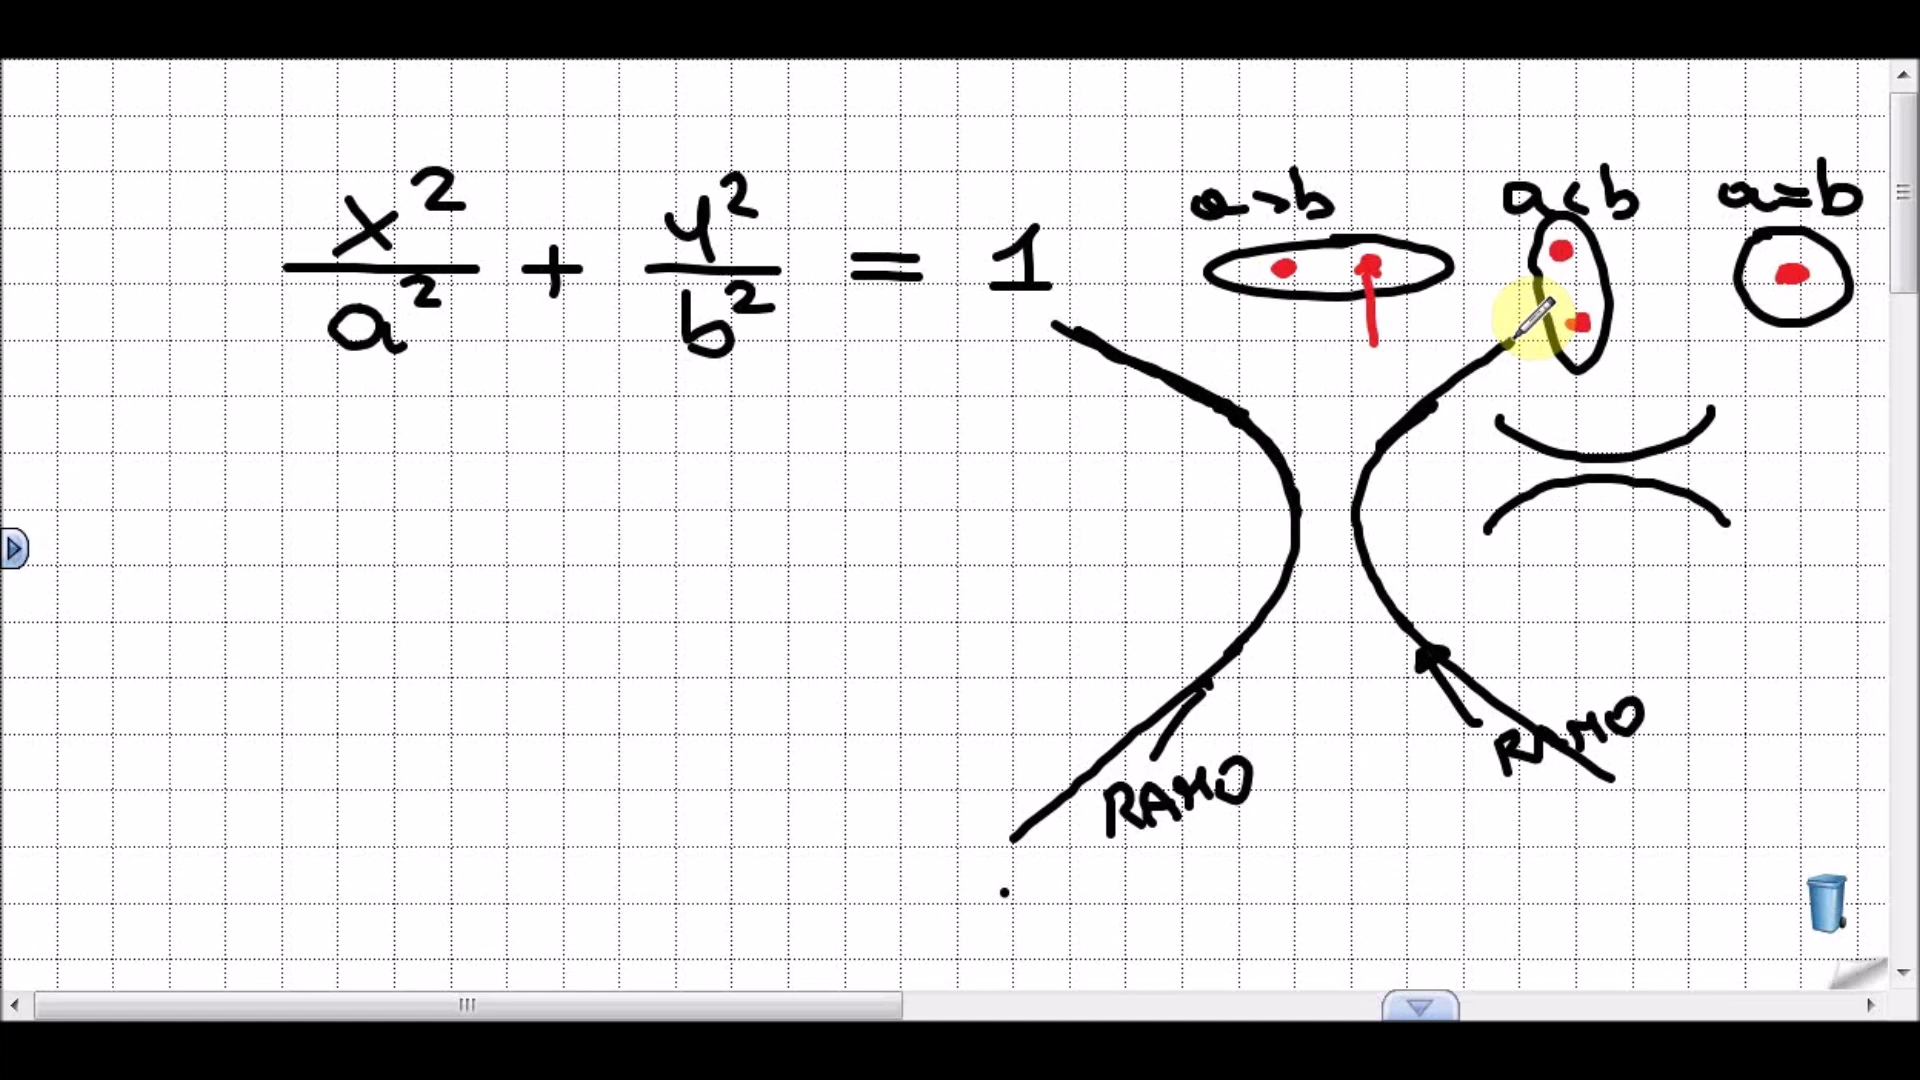 x²/a² + y²/b² = 1
a>b
a<b
a=b
RAMO
RAMO